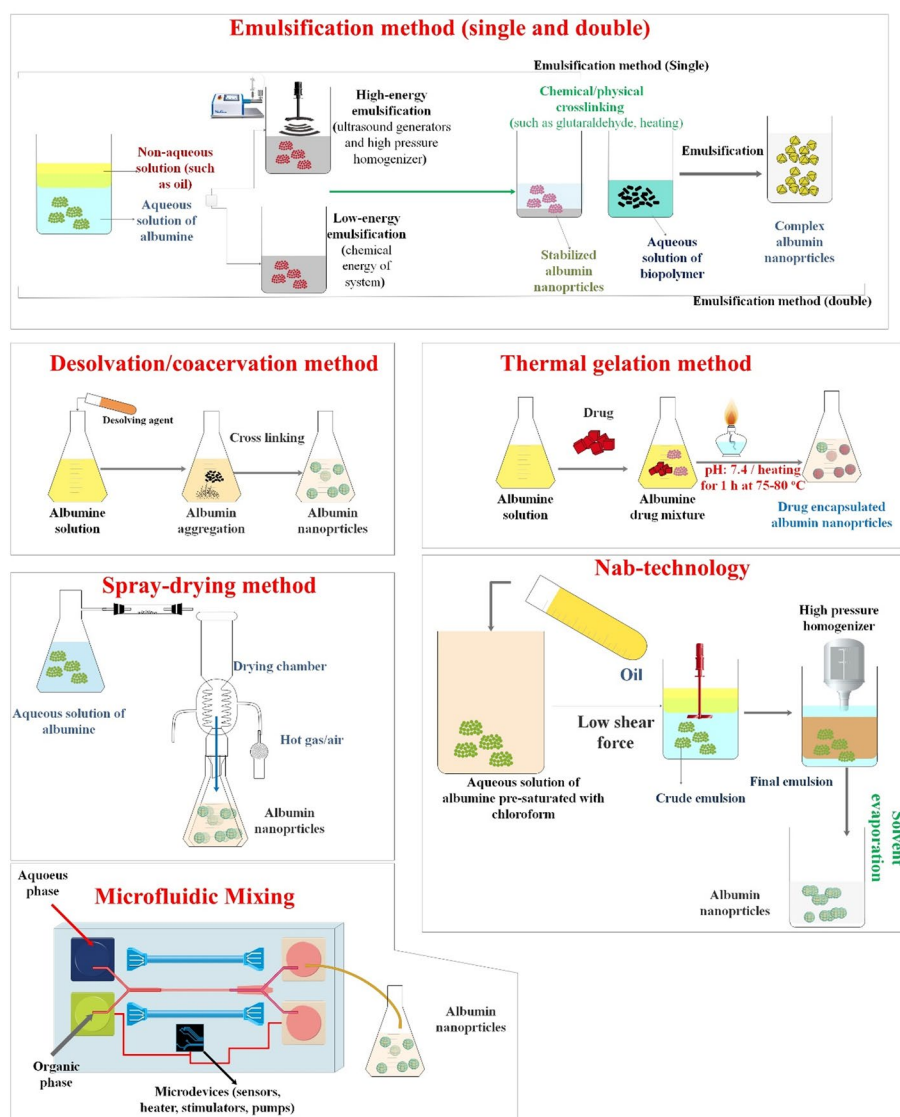 Emulsification method (single and double)
Emulsification method (Single)
High-energy
emulsification
(ultrasound generators
and high pressure
homogenizer)
Chemical/physical
crosslinking
(such as glutaraldehyde, heating)
Emulsification
Non-aqueous
solution (such
as oil)
Aqueous
solution of
albumine
Low-energy
emulsification
(chemical
energy of
system)
Stabilized
albumin
nanoprticles
Aqueous
solution of
biopolymer
Complex
albumin
nanoprticles
Emulsification method (double)
Desolvation/coacervation method
Desolving agent
Cross linking
Albumine
solution
Albumin
aggregation
Albumin
nanoprticles
Thermal gelation method
Drug
pH: 7.4 / heating
for 1 h at 75-80 ºC
Albumine
solution
Albumine
drug mixture
Drug encapsulated
albumin nanoprticles
Spray-drying method
Drying chamber
Aqueous solution of
albumine
Hot gas/air
Albumin
nanoprticles
Nab-technology
High pressure
homogenizer
Oil
Low shear
force
Aqueous solution of
albumine pre-saturated with
chloroform
Crude emulsion
Final emulsion
Solvent
evaporation
Albumin
nanoprticles
Microfluidic Mixing
Aquoeus
phase
Organic
phase
Albumin
nanoprticles
Microdevices (sensors,
heater, stimulators, pumps)